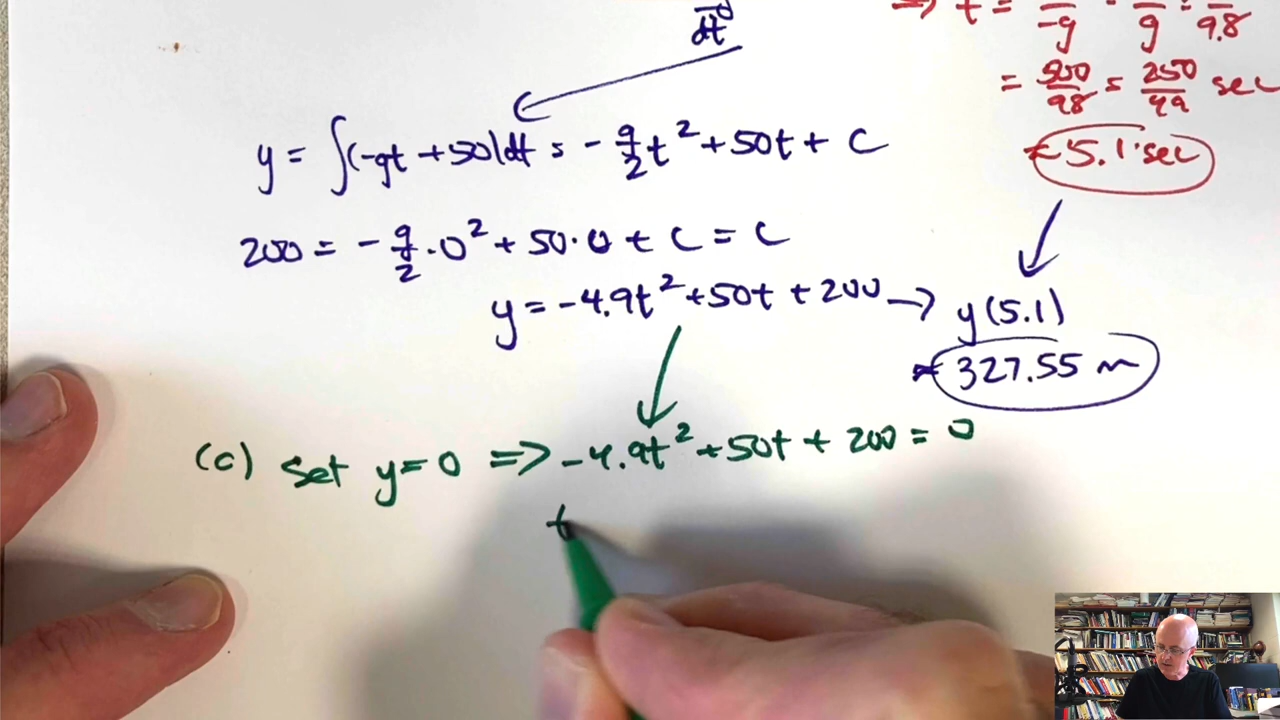 dt
=> t = — = — = —
-g g 9.8
= 500/98 = 250/49 sec
≈ 5.1 sec
y = ∫(-gt + 50)dt = - g/2 t² + 50t + C
200 = - g/2 · 0² + 50·0 + C = C
y = -4.9t² + 50t + 200 → y(5.1)
≈ 327.55 m
(c) set y = 0 => -4.9t² + 50t + 200 = 0
t